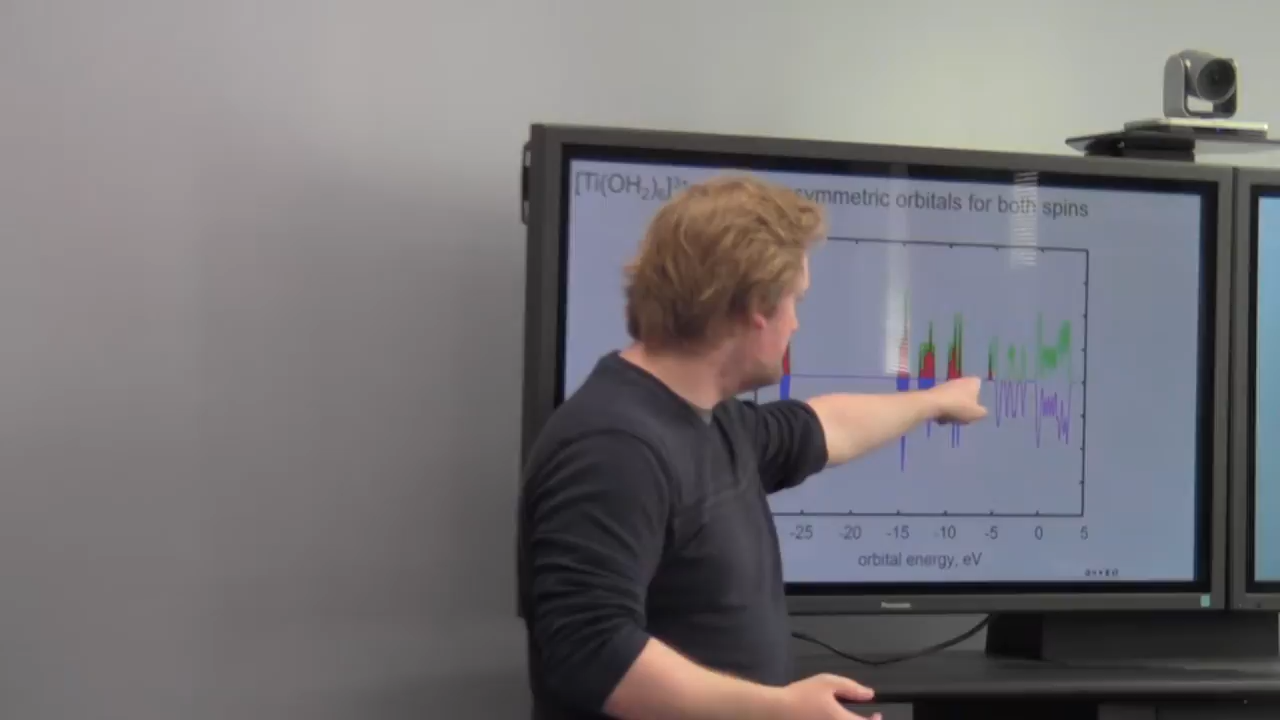 [Ti(OH₂)₆]³⁺ symmetric orbitals for both spins
-25 -20 -15 -10 -5 0 5
orbital energy, eV
Panasonic